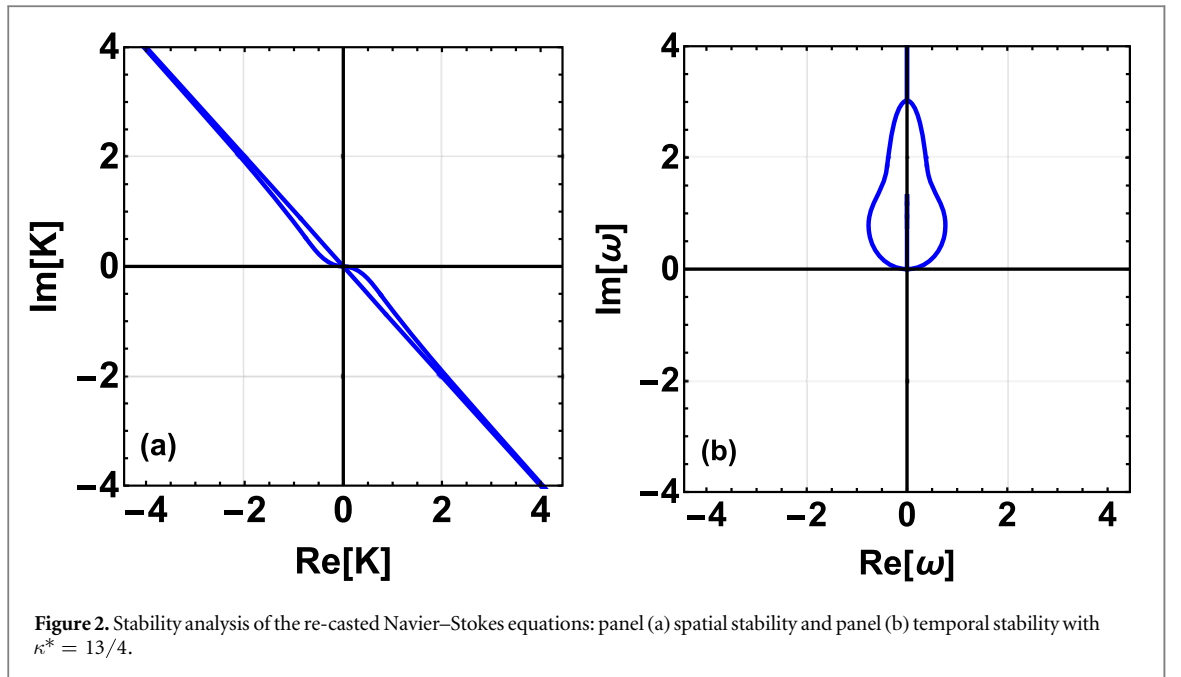 4
2
0
−2
−4
Im[K]
(a)
−4 −2 0 2 4
Re[K]
4
2
0
−2
−4
Im[ω]
(b)
−4 −2 0 2 4
Re[ω]
Figure 2. Stability analysis of the re-casted Navier–Stokes equations: panel (a) spatial stability and panel (b) temporal stability with
κ* = 13/4.